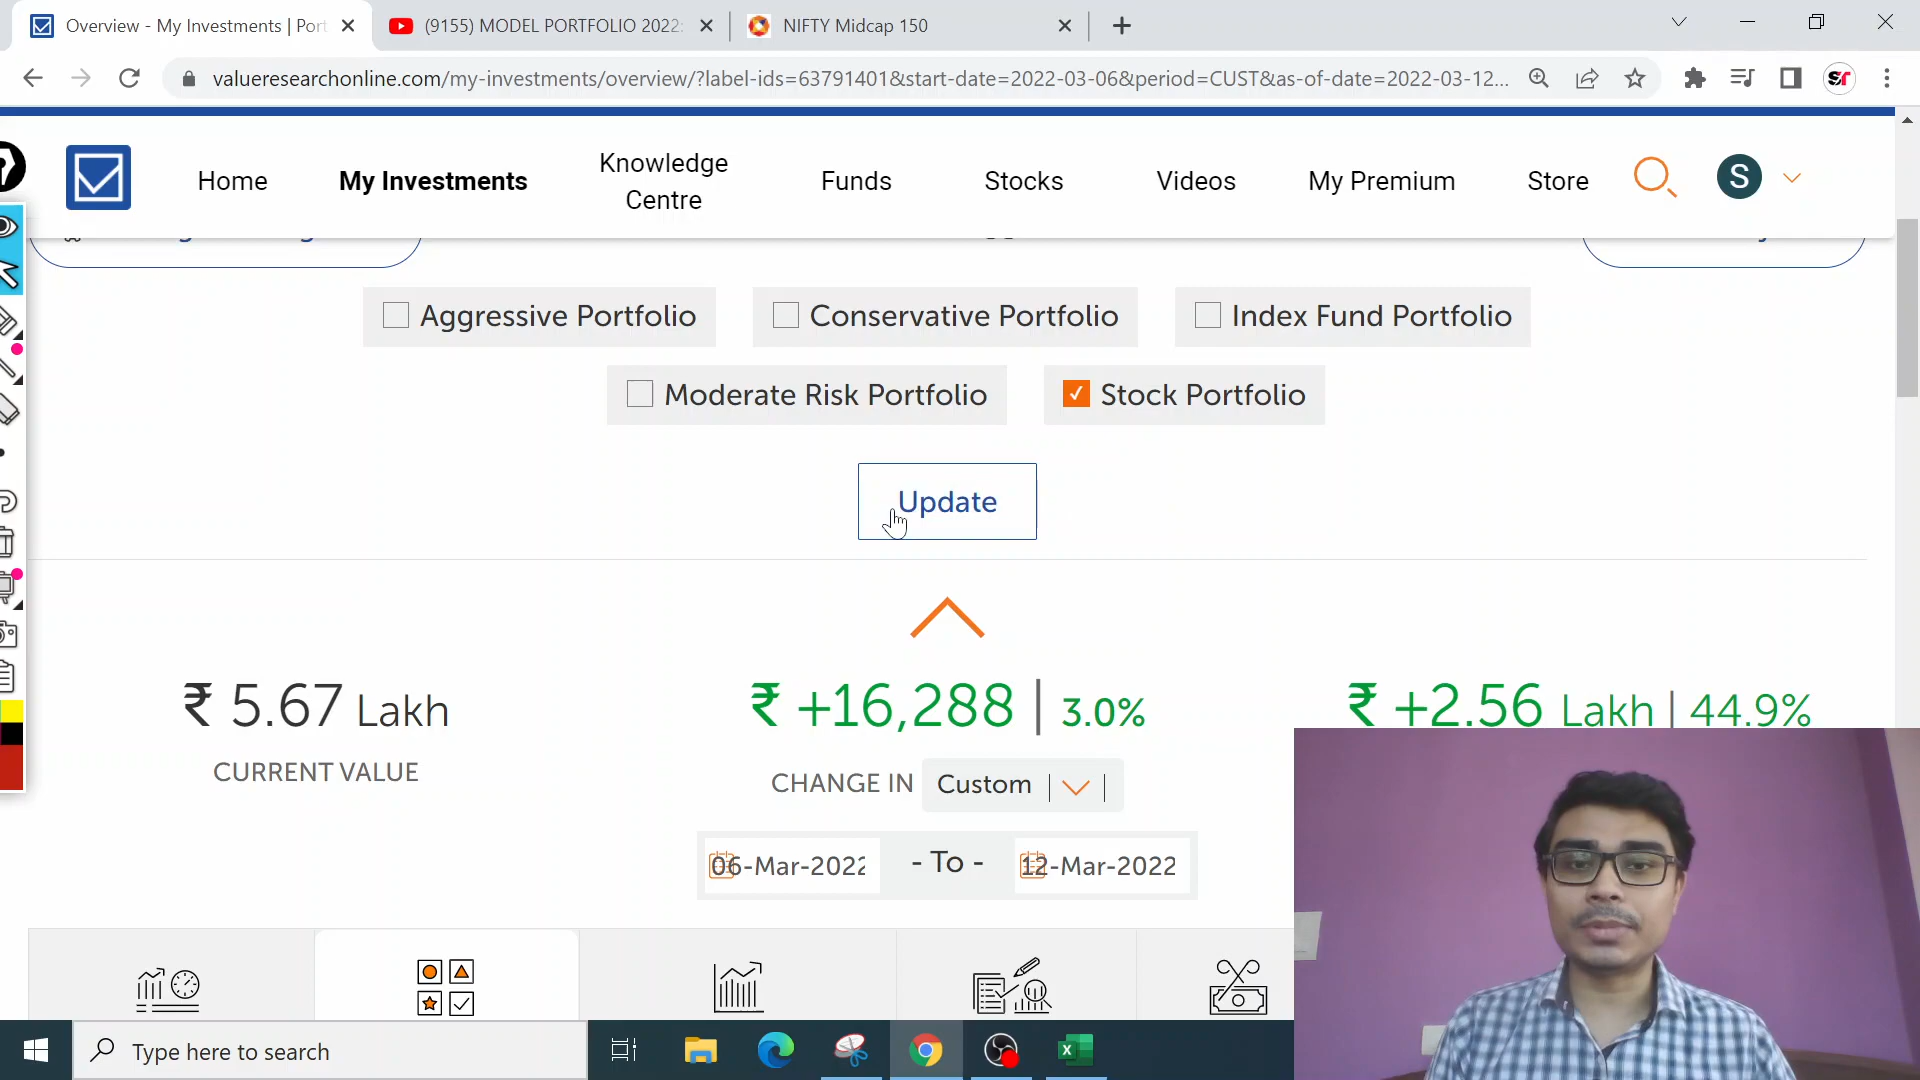 Overview - My Investments | Port
(9155) MODEL PORTFOLIO 2022:
NIFTY Midcap 150
valueresearchonline.com/my-investments/overview/?label-ids=63791401&start-date=2022-03-06&period=CUST&as-of-date=2022-03-12...
sr
Home
My Investments
Knowledge
Centre
Funds
Stocks
Videos
My Premium
Store
S
Aggressive Portfolio
Conservative Portfolio
Index Fund Portfolio
Moderate Risk Portfolio
Stock Portfolio
Update
₹ 5.67 Lakh
₹ +16,288 | 3.0%
₹ +2.56 Lakh | 44.9%
CURRENT VALUE
CHANGE IN Custom
06-Mar-2022 - To - 12-Mar-2022
Type here to search